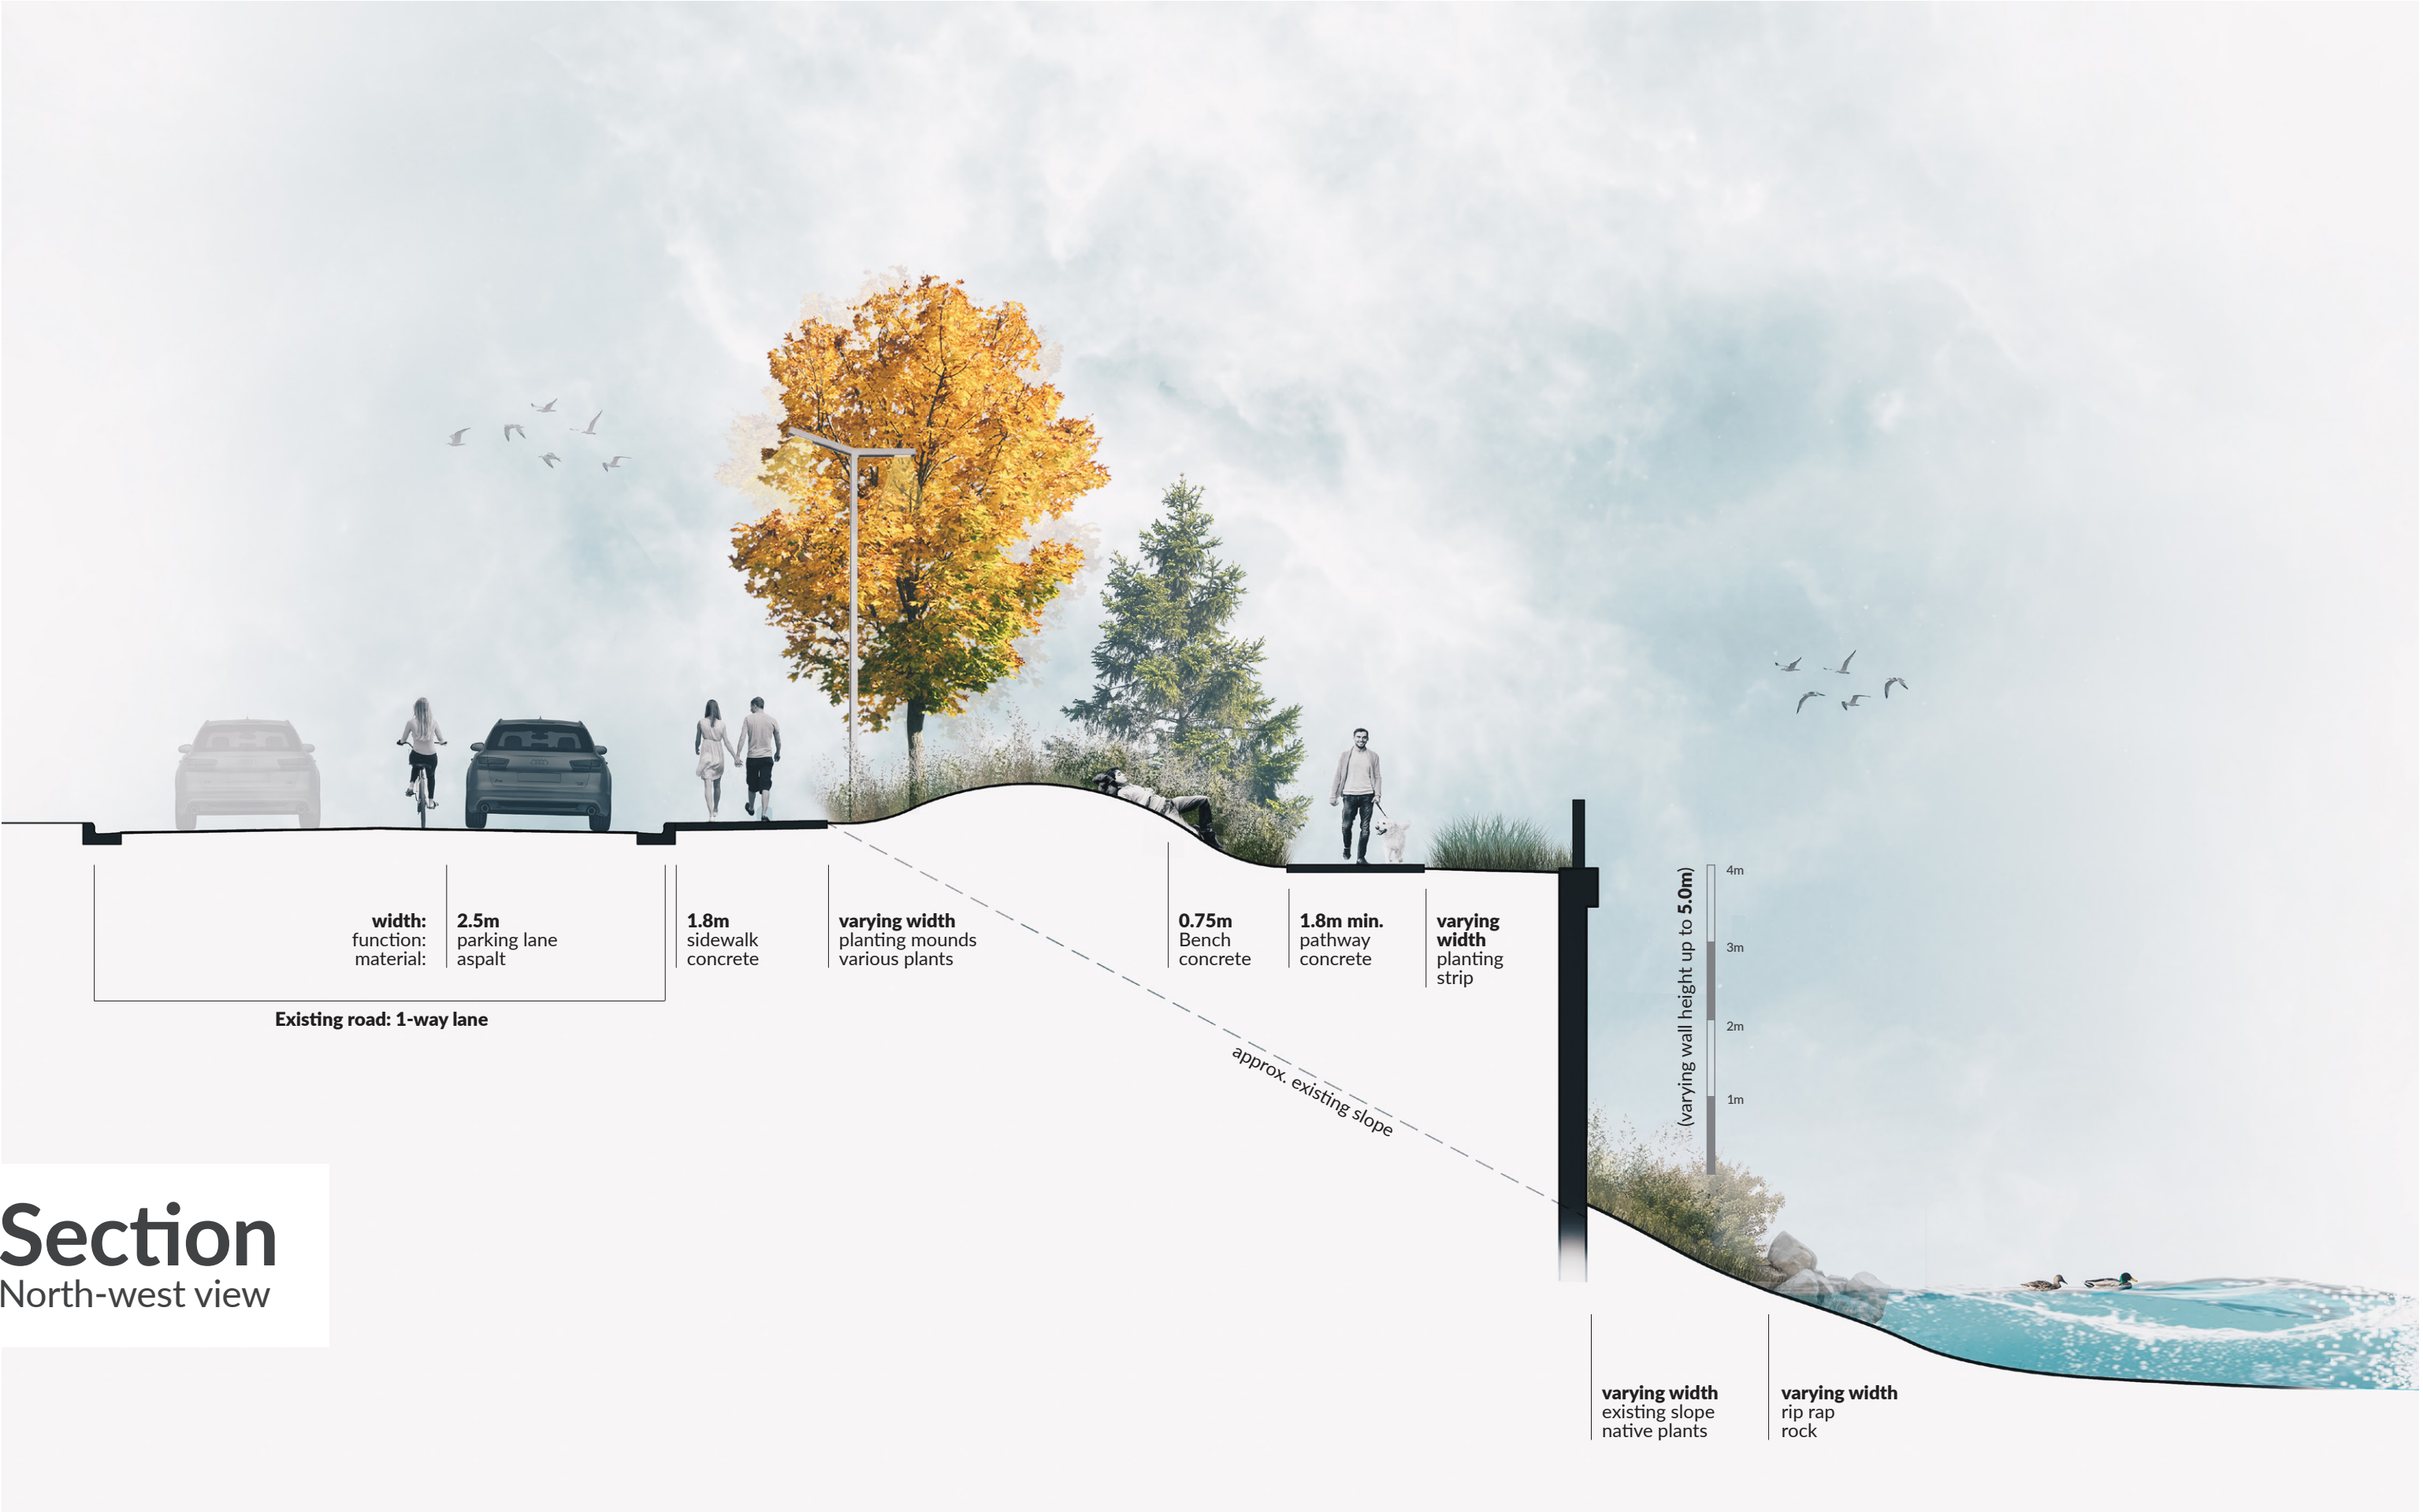 width:
function:
material:
2.5m
parking lane
aspalt
Existing road: 1-way lane
1.8m
sidewalk
concrete
varying width
planting mounds
various plants
0.75m
Bench
concrete
1.8m min.
pathway
concrete
varying
width
planting
strip
approx. existing slope
(varying wall height up to 5.0m)
4m
3m
2m
1m
Section
North-west view
varying width
existing slope
native plants
varying width
rip rap
rock